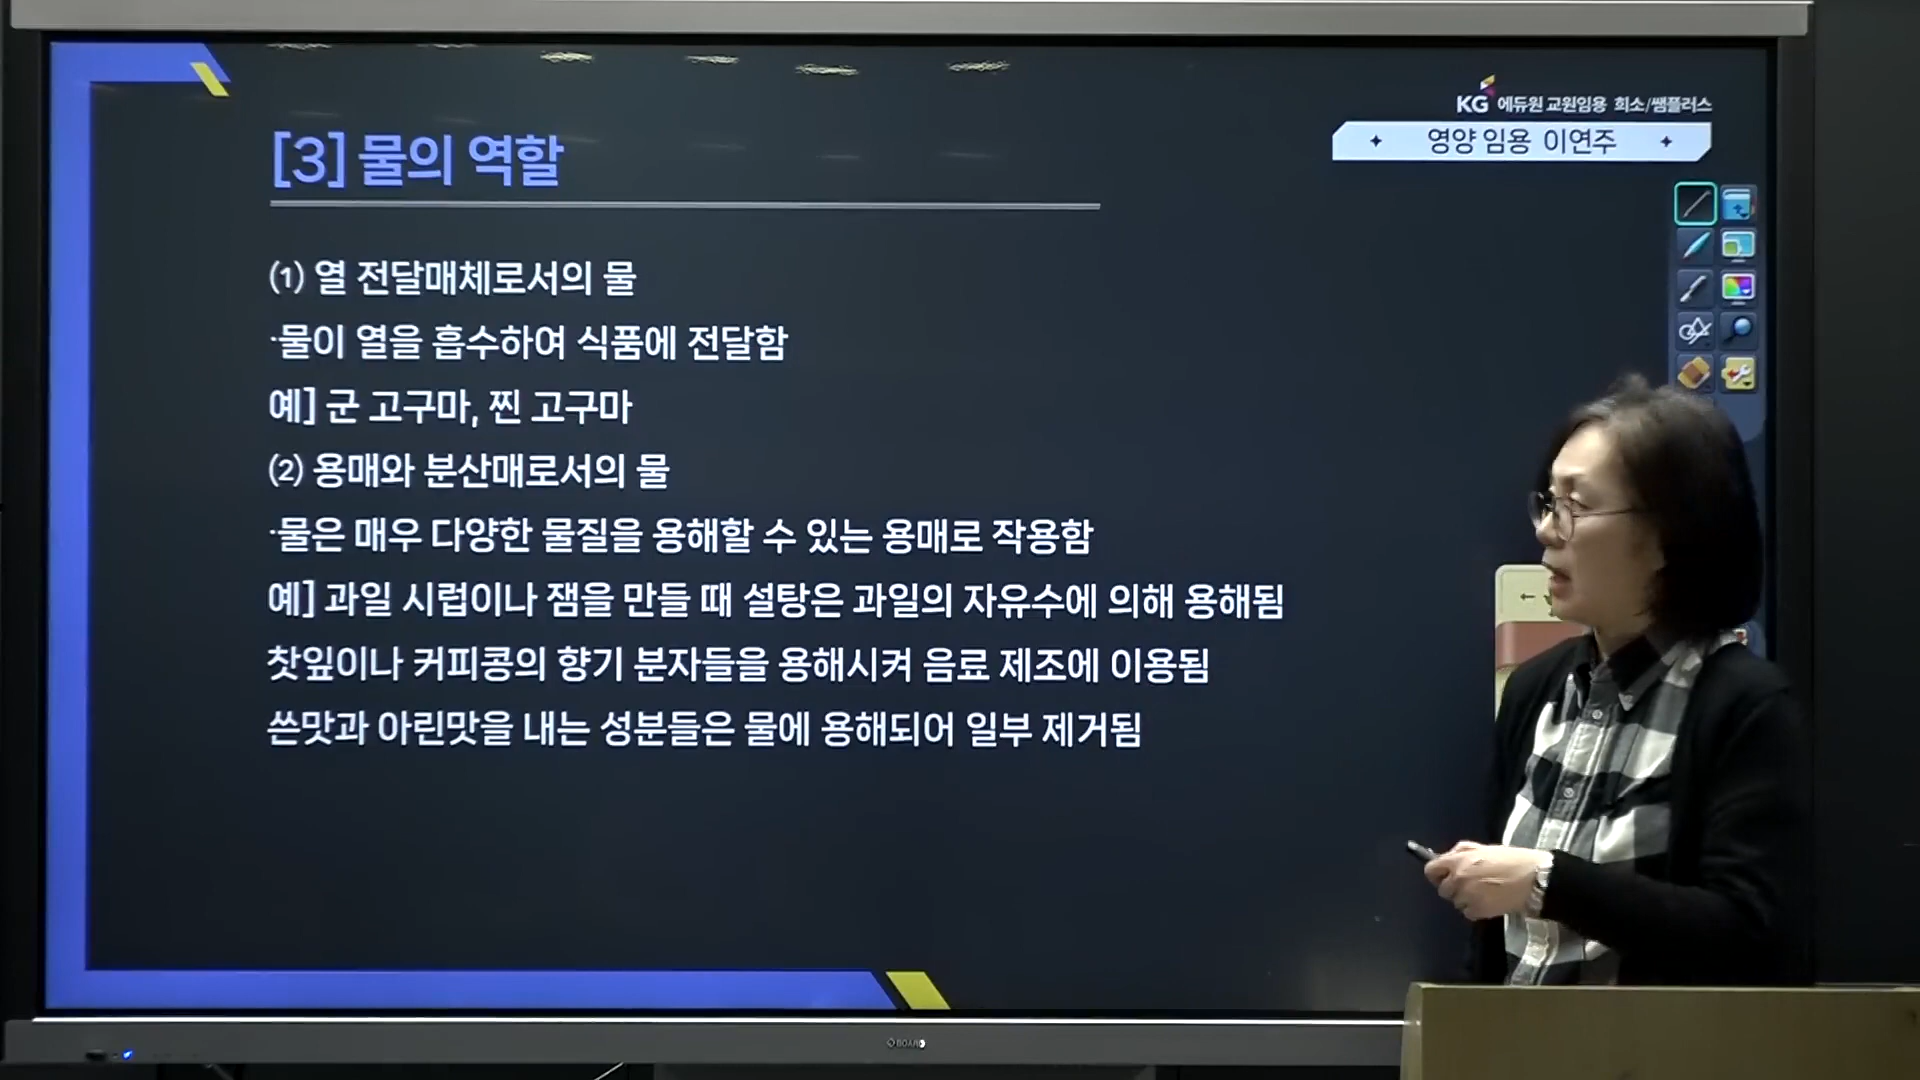 KG 에듀원 교원임용 희소/쌤플러스
영양 임용 이연주
[3] 물의 역할
(1) 열 전달매체로서의 물
·물이 열을 흡수하여 식품에 전달함
예] 군 고구마, 찐 고구마
(2) 용매와 분산매로서의 물
·물은 매우 다양한 물질을 용해할 수 있는 용매로 작용함
예] 과일 시럽이나 잼을 만들 때 설탕은 과일의 자유수에 의해 용해됨
찻잎이나 커피콩의 향기 분자들을 용해시켜 음료 제조에 이용됨
쓴맛과 아린맛을 내는 성분들은 물에 용해되어 일부 제거됨